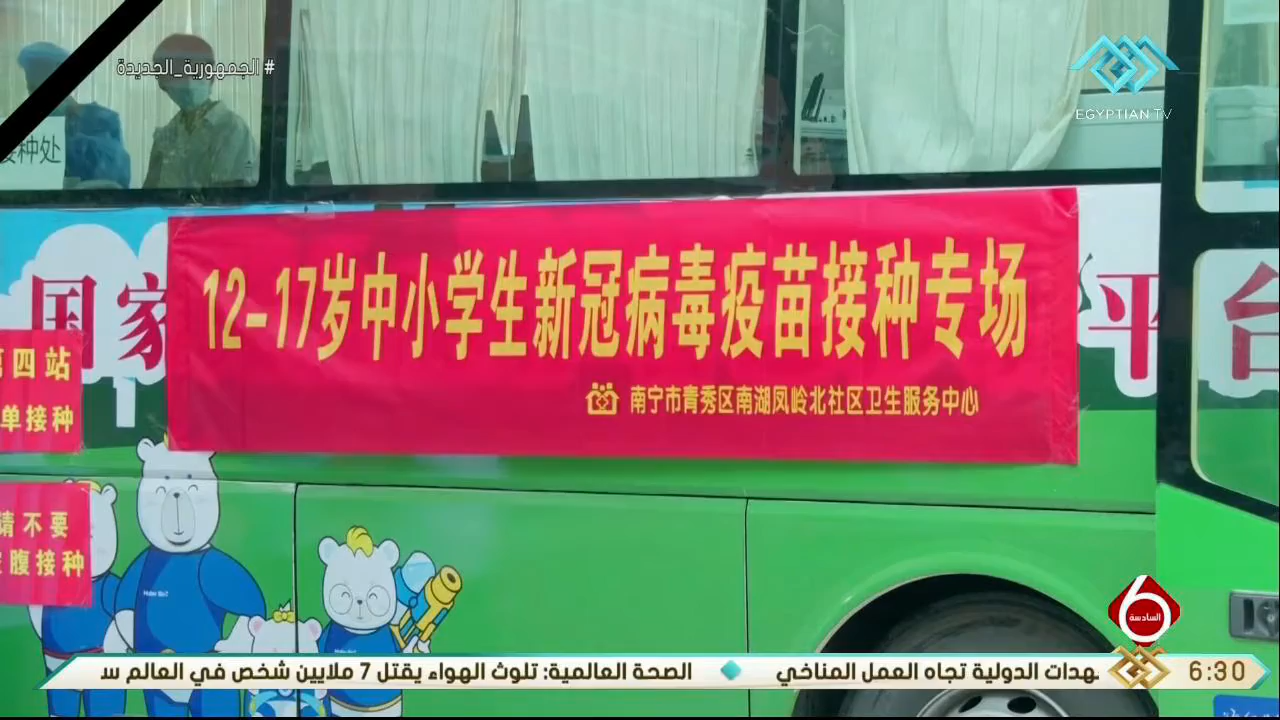 # الجمهورية_الجديدة
EGYPTIAN TV
种处
国家
平台
12-17岁中小学生新冠病毒疫苗接种专场
南宁市青秀区南湖凤岭北社区卫生服务中心
四站
单接种
请不要
腹接种
6
السادسة
الصحة العالمية: تلوث الهواء يقتل 7 ملايين شخص في العالم
الدولية تجاه العمل المناخي
6:30